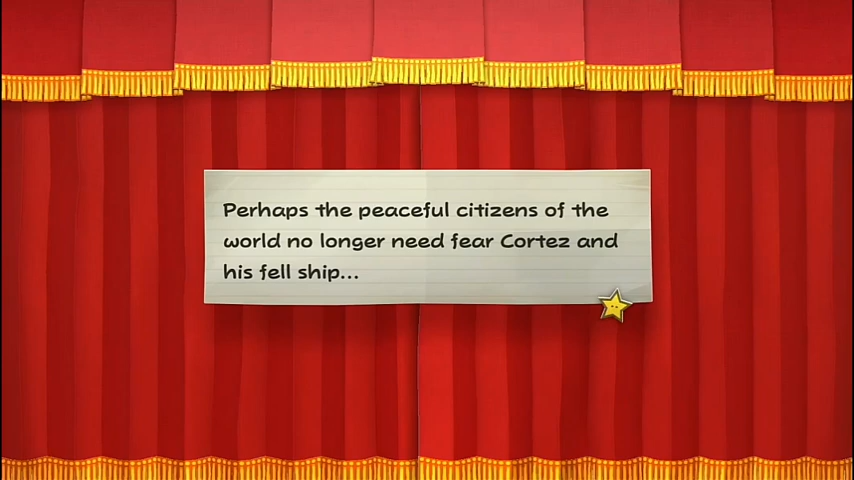 Perhaps the peaceful citizens of the
world no longer need fear Cortez and
his fell ship...